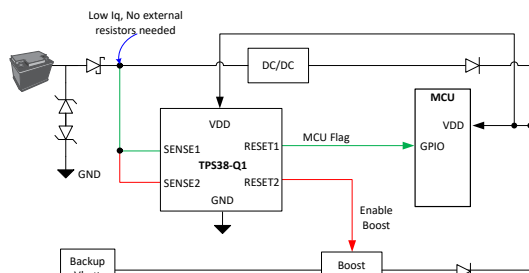 Low Iq, No external
resistors needed
DC/DC
MCU
VDD
VDD
SENSE1
RESET1
MCU Flag
GPIO
TPS38-Q1
SENSE2
RESET2
GND
GND
Enable
Boost
Backup
Boost